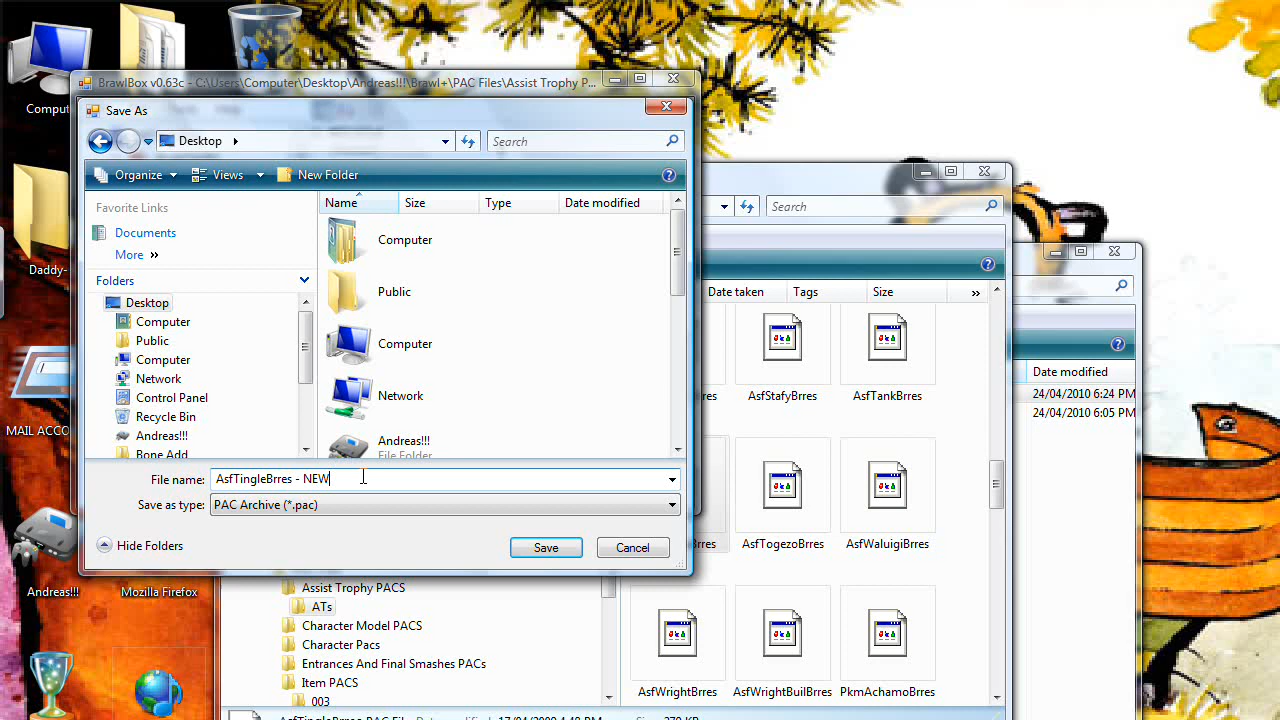 BrawlBox v0.63c - C:\Users\Computer\Desktop\Andreas!!!\Brawl+\PAC Files\Assist Trophy P...
Save As
Desktop
Search
Organize
Views
New Folder
Favorite Links
Documents
More »
Folders
Desktop
Computer
Public
Computer
Network
Control Panel
Recycle Bin
Andreas!!!
Bone Add
Name
Size
Type
Date modified
Computer
Public
Computer
Network
Andreas!!!
File Folder
File name:
AsfTingleBrres - NEW
Save as type:
PAC Archive (*.pac)
Hide Folders
Save
Cancel
Search
Date taken
Tags
Size
»
AsfStafyBrres
AsfTankBrres
AsfTogezoBrres
AsfWaluigiBrres
AsfWrightBrres
AsfWrightBuilBrres
PkmAchamoBrres
Assist Trophy PACS
ATs
Character Model PACS
Character Pacs
Entrances And Final Smashes PACs
Item PACS
003
Date modified
24/04/2010 6:24 PM
24/04/2010 6:05 PM
Comput
Daddy-
MAIL ACCO
Andreas!!!
Mozilla Firefox